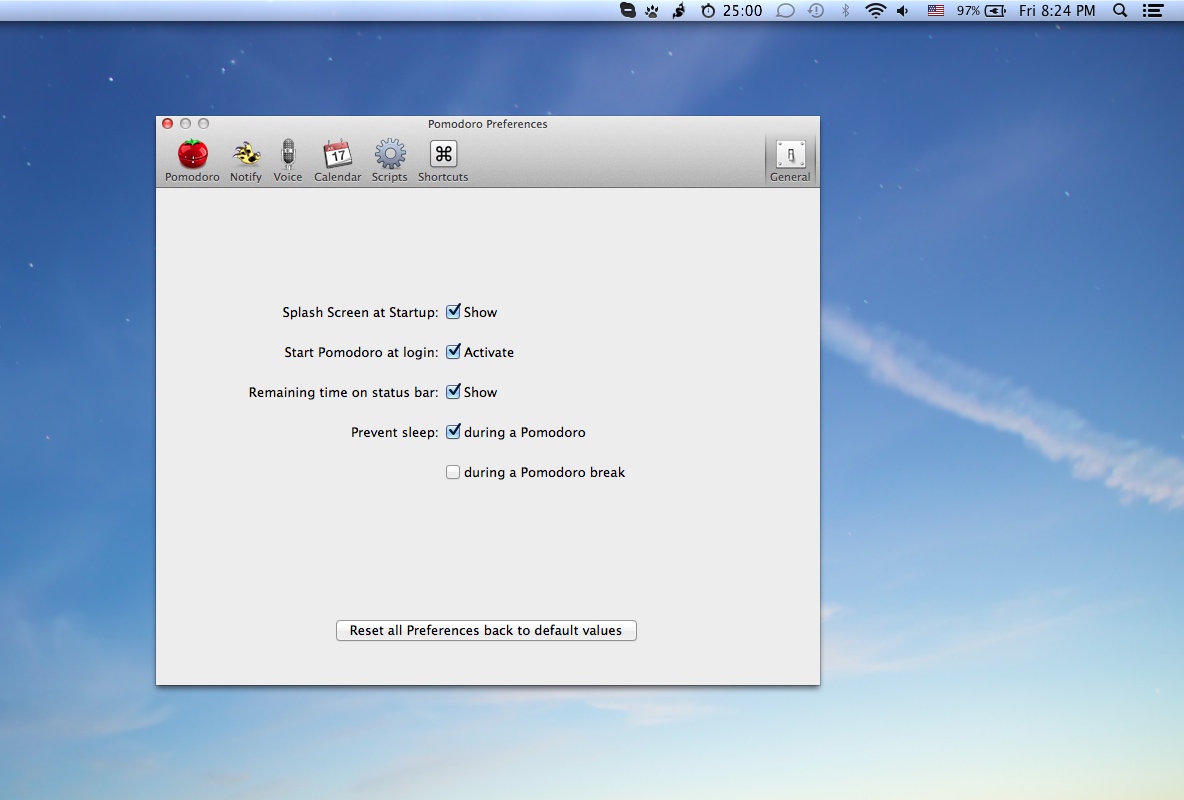 25:00 97% Fri 8:24 PM
Pomodoro Preferences
Pomodoro Notify Voice Calendar Scripts Shortcuts General
17
Splash Screen at Startup: Show
Start Pomodoro at login: Activate
Remaining time on status bar: Show
Prevent sleep: during a Pomodoro
during a Pomodoro break
Reset all Preferences back to default values